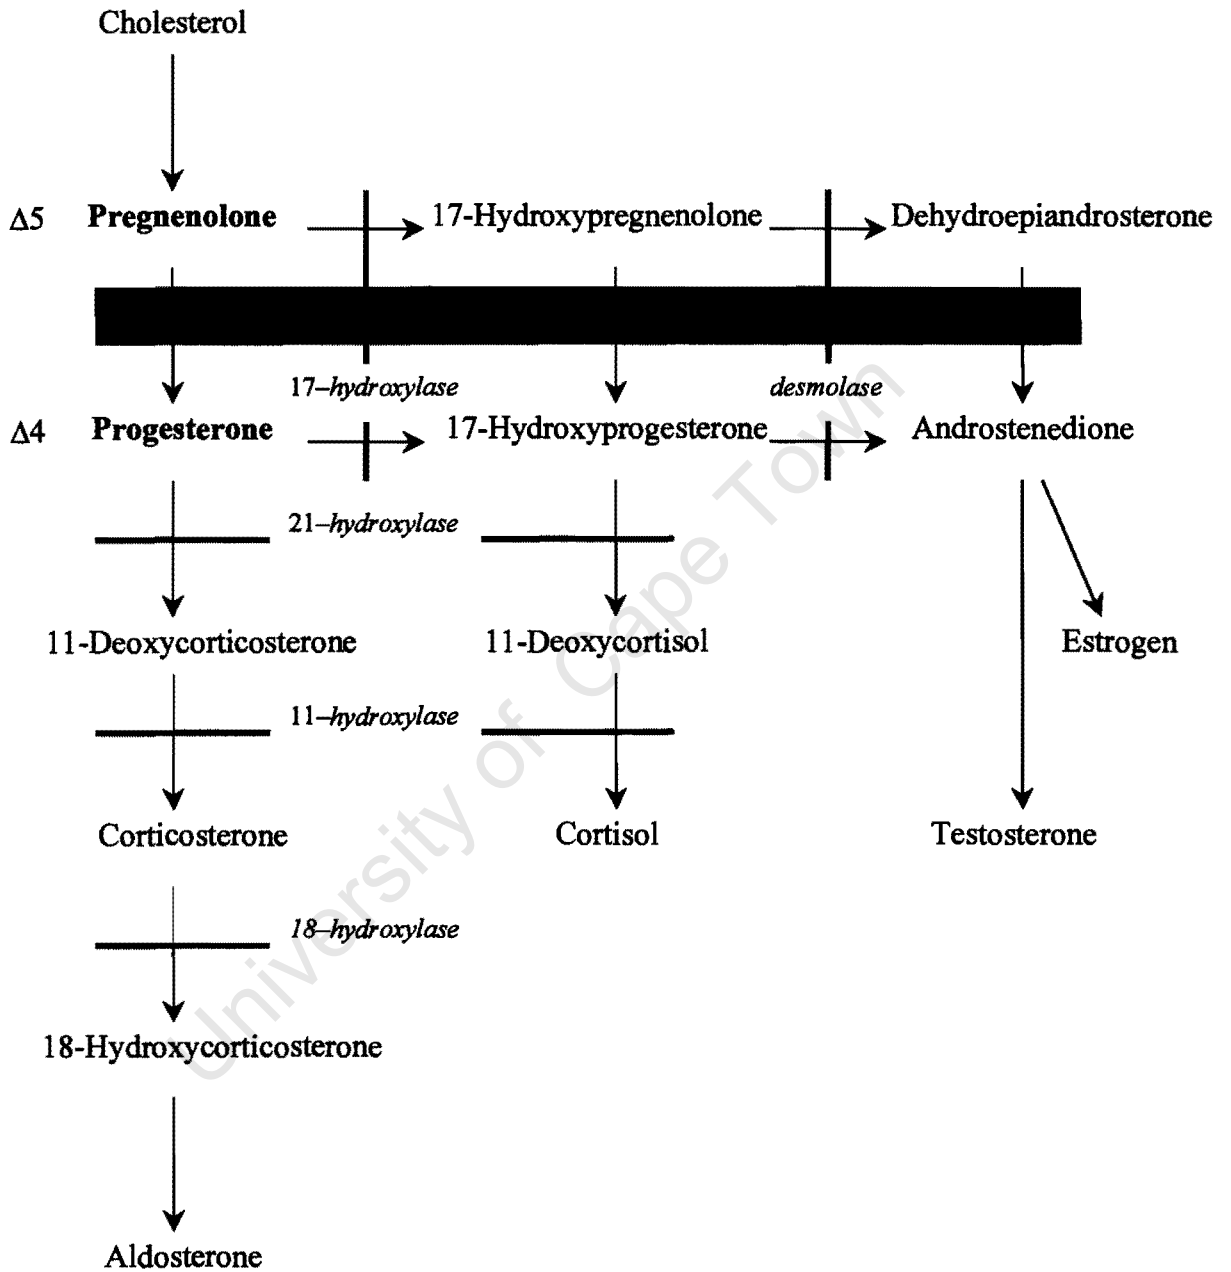 Cholesterol
Δ5 Pregnenolone 17-Hydroxypregnenolone Dehydroepiandrosterone
17–hydroxylase desmolase
Δ4 Progesterone 17-Hydroxyprogesterone Androstenedione
21–hydroxylase
11-Deoxycorticosterone 11-Deoxycortisol Estrogen
11–hydroxylase
Corticosterone Cortisol Testosterone
18–hydroxylase
18-Hydroxycorticosterone
Aldosterone
University of Cape Town